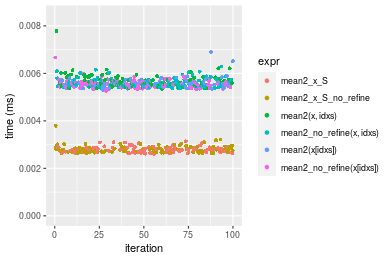 0.008
0.006
0.004
0.002
0.000
time (ms)
0
25
50
75
100
iteration
expr
mean2_x_S
mean2_x_S_no_refine
mean2(x, idxs)
mean2_no_refine(x, idxs)
mean2(x[idxs])
mean2_no_refine(x[idxs])